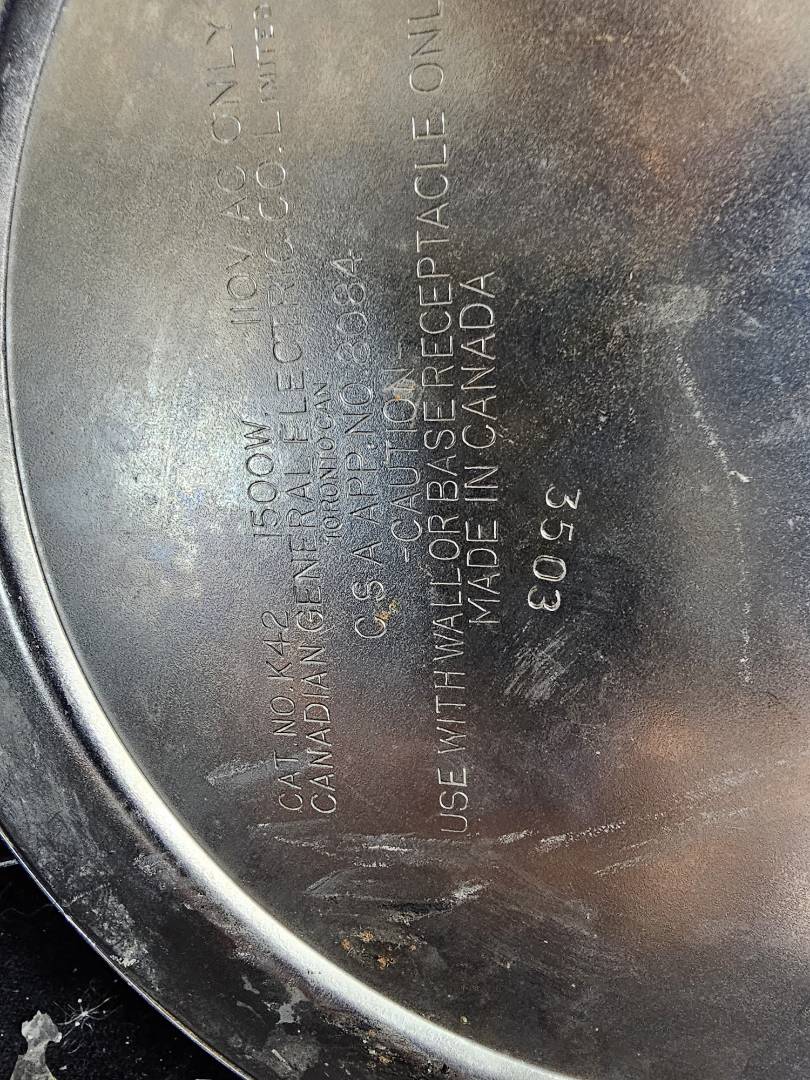 CAT. NO. K42 1500W. 110V AC ONLY
CANADIAN GENERAL ELECTRIC CO. LIMITED
TORONTO CAN
C S A APP. NO. 8084
-CAUTION-
USE WITH WALL OR BASE RECEPTACLE ONL
MADE IN CANADA
3503